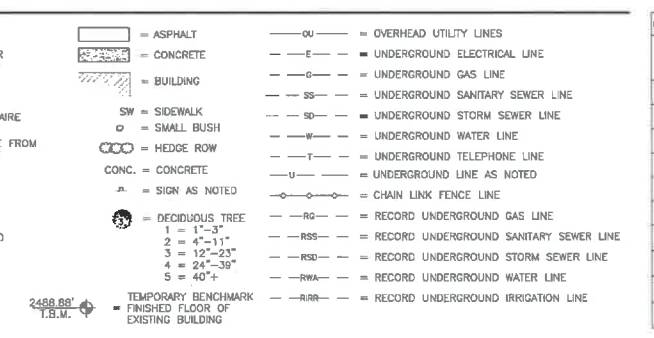 = ASPHALT
= CONCRETE
= BUILDING
SW = SIDEWALK
= SMALL BUSH
= HEDGE ROW
CONC. = CONCRETE
= SIGN AS NOTED
3 = DECIDUOUS TREE
1 = 1"-3"
2 = 4"-11"
3 = 12"-23"
4 = 24"-39"
5 = 40"+
2488.88'
T.B.M.
TEMPORARY BENCHMARK
= FINISHED FLOOR OF
EXISTING BUILDING
OU = OVERHEAD UTILITY LINES
E = UNDERGROUND ELECTRICAL LINE
G = UNDERGROUND GAS LINE
SS = UNDERGROUND SANITARY SEWER LINE
SD = UNDERGROUND STORM SEWER LINE
W = UNDERGROUND WATER LINE
T = UNDERGROUND TELEPHONE LINE
U = UNDERGROUND LINE AS NOTED
= CHAIN LINK FENCE LINE
RG = RECORD UNDERGROUND GAS LINE
RSS = RECORD UNDERGROUND SANITARY SEWER LINE
RSD = RECORD UNDERGROUND STORM SEWER LINE
RWA = RECORD UNDERGROUND WATER LINE
RIRR = RECORD UNDERGROUND IRRIGATION LINE
R
AIRE
FROM